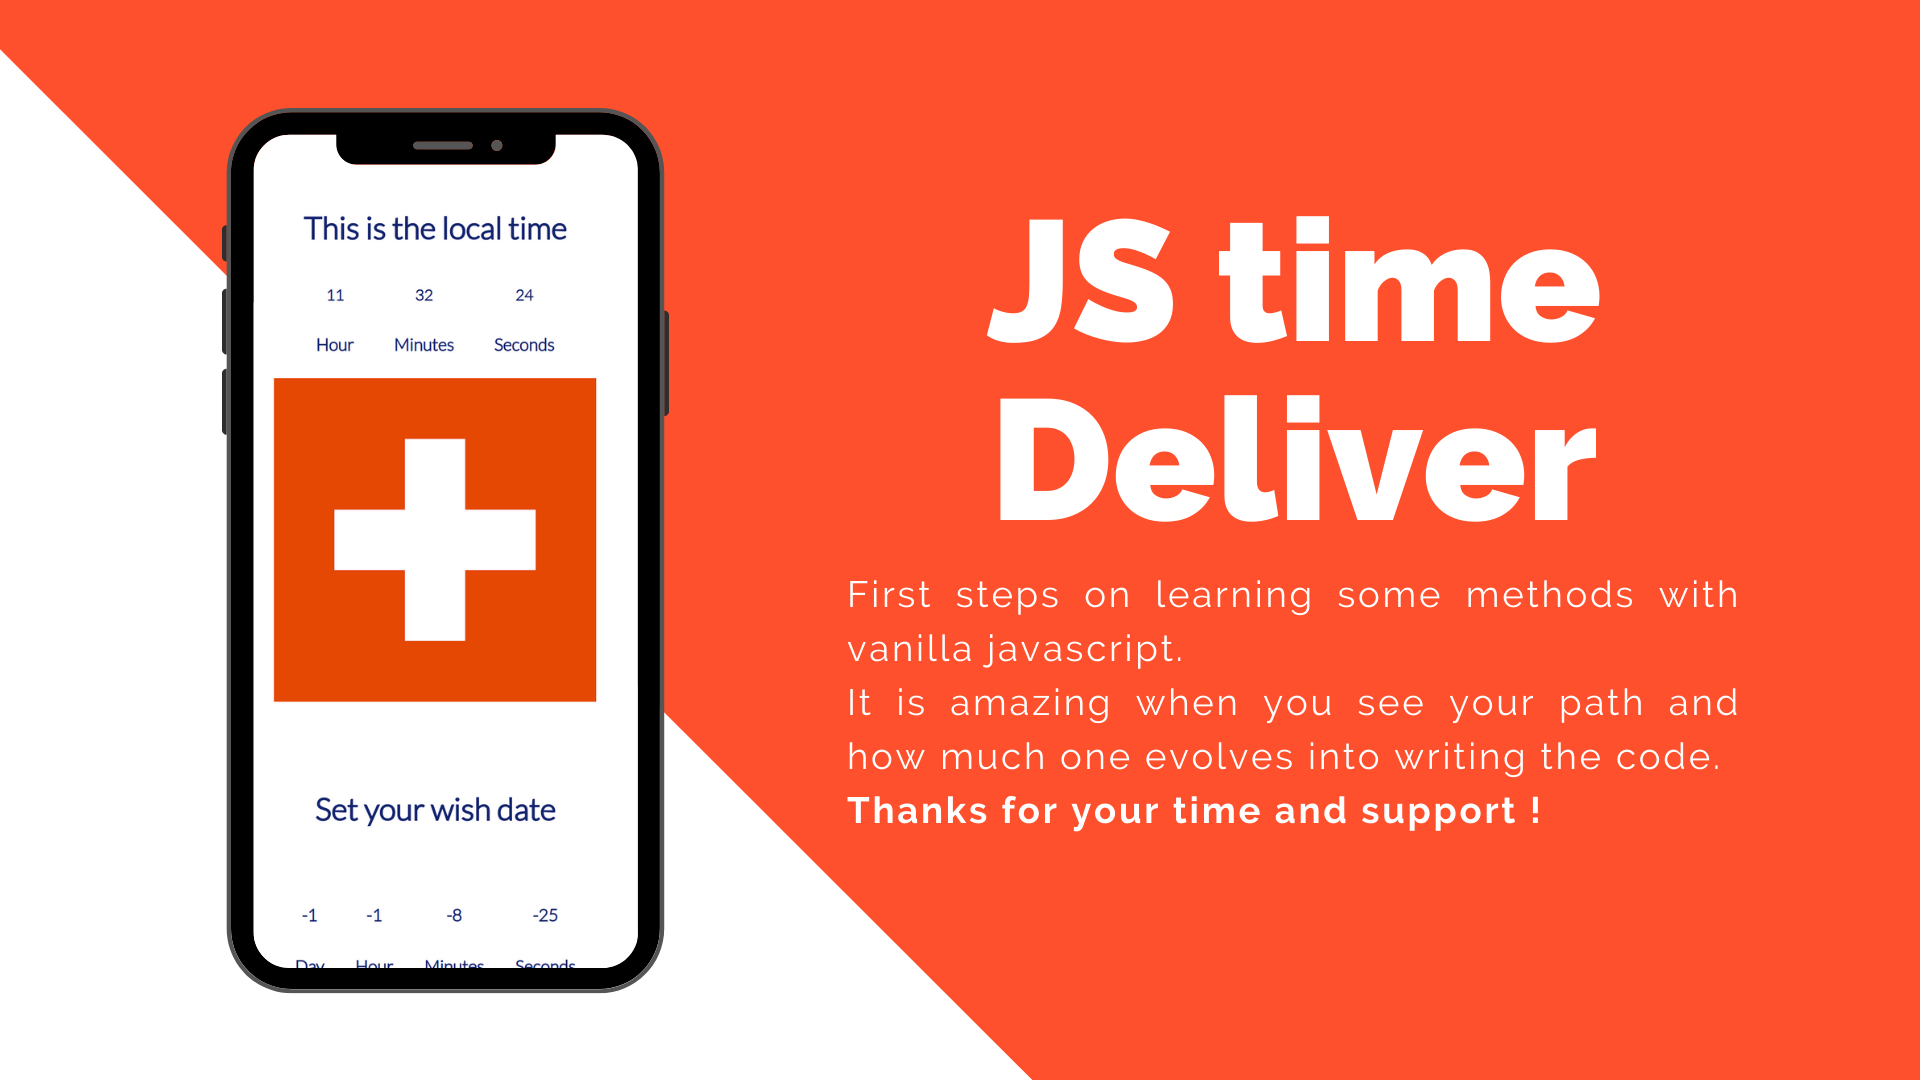 This is the local time
11 32 24
Hour Minutes Seconds
Set your wish date
-1 -1 -8 -25
Day Hour Minutes Seconds
JS time
Deliver
First steps on learning some methods with
vanilla javascript.
It is amazing when you see your path and
how much one evolves into writing the code.
Thanks for your time and support !